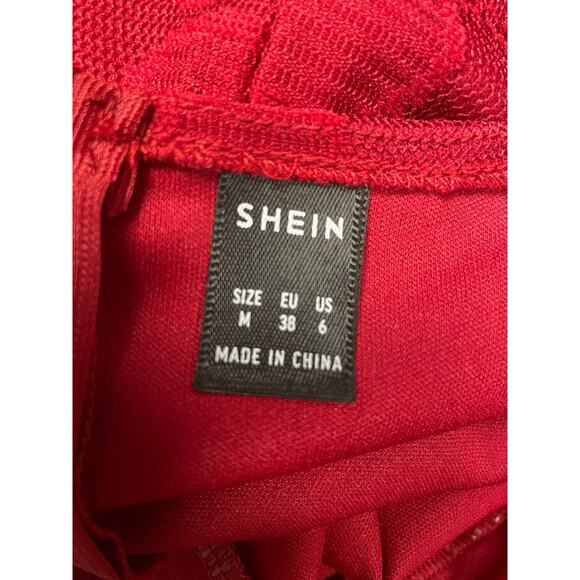 SHEIN
SIZE EU US
M 38 6
MADE IN CHINA